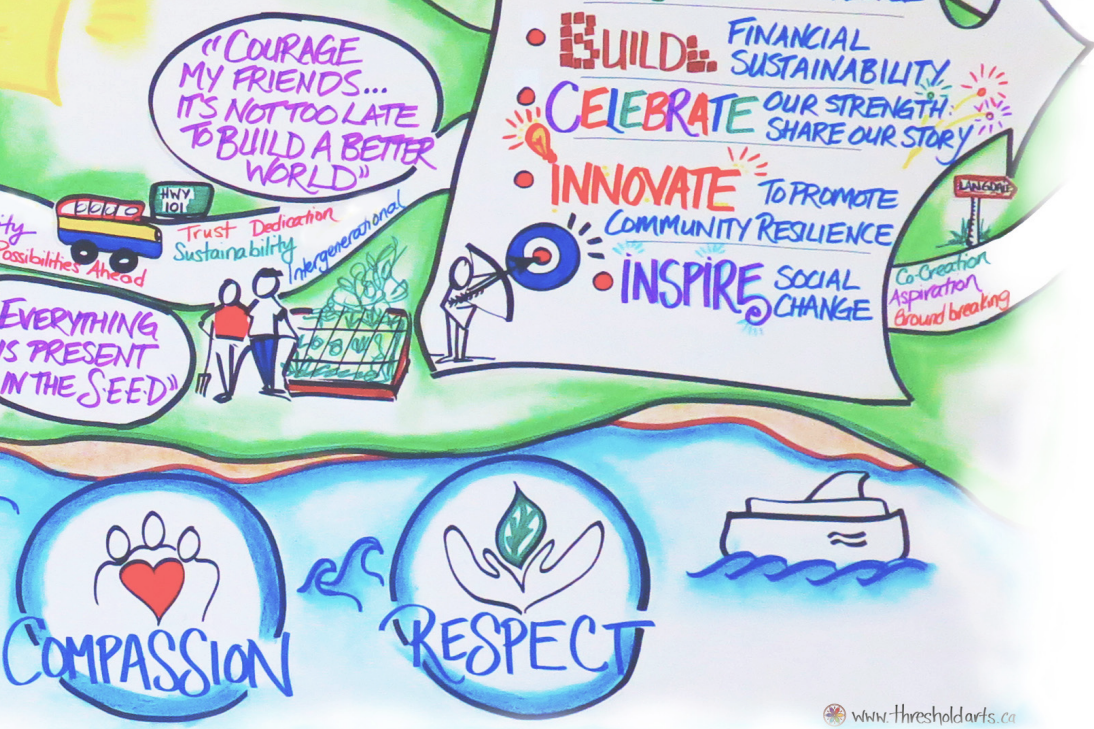 "COURAGE
MY FRIENDS...
IT'S NOT TOO LATE
TO BUILD A BETTER
WORLD"
HWY
101
Possibilities Ahead
Trust Dedication
Sustainability
Intergenerational
EVERYTHING
IS PRESENT
IN THE S.E.E.D"
BUILD FINANCIAL
SUSTAINABILITY
CELEBRATE OUR STRENGTH
SHARE OUR STORY
INNOVATE TO PROMOTE
COMMUNITY RESILIENCE
INSPIRE SOCIAL
CHANGE
LANGDALE
Co-Creation
Aspiration
Groundbreaking
COMPASSION
RESPECT
www.thresholdarts.ca